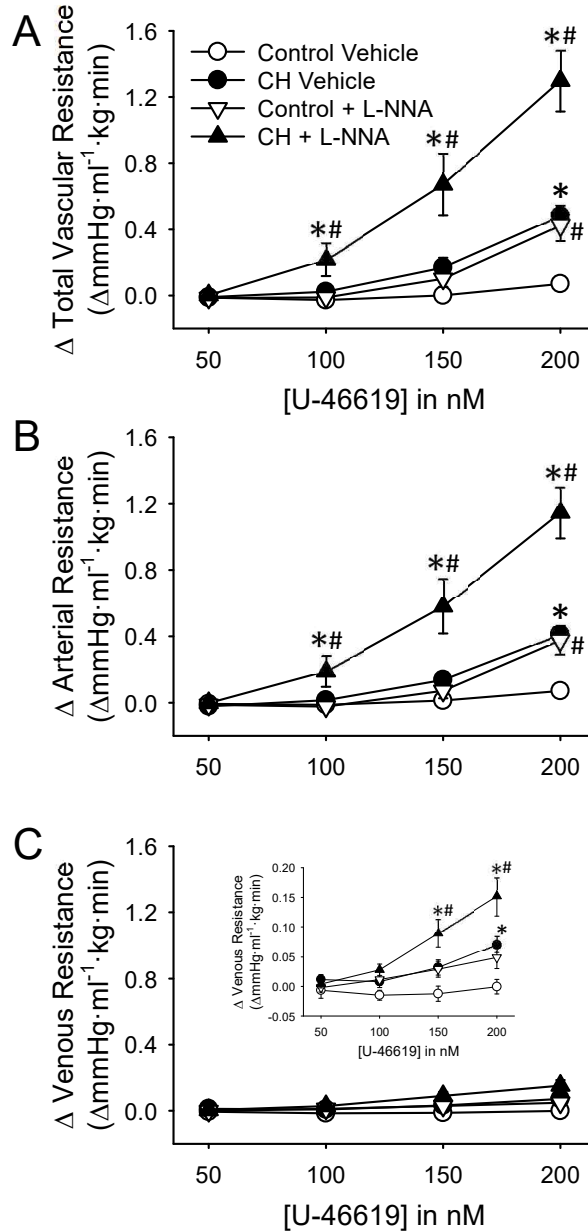 A
Δ Total Vascular Resistance
(ΔmmHg·ml⁻¹·kg·min)
1.6
1.2
0.8
0.4
0.0
Control Vehicle
CH Vehicle
Control + L-NNA
CH + L-NNA
*#
*#
*#
*
#
50 100 150 200
[U-46619] in nM
B
Δ Arterial Resistance
(ΔmmHg·ml⁻¹·kg·min)
1.6
1.2
0.8
0.4
0.0
*#
*#
*#
*
#
50 100 150 200
[U-46619] in nM
C
Δ Venous Resistance
(ΔmmHg·ml⁻¹·kg·min)
1.6
1.2
0.8
0.4
0.0
Δ Venous Resistance
(ΔmmHg·ml⁻¹·kg·min)
0.20
0.15
0.10
0.05
0.00
-0.05
*#
*#
*
50 100 150 200
[U-46619] in nM
50 100 150 200
[U-46619] in nM